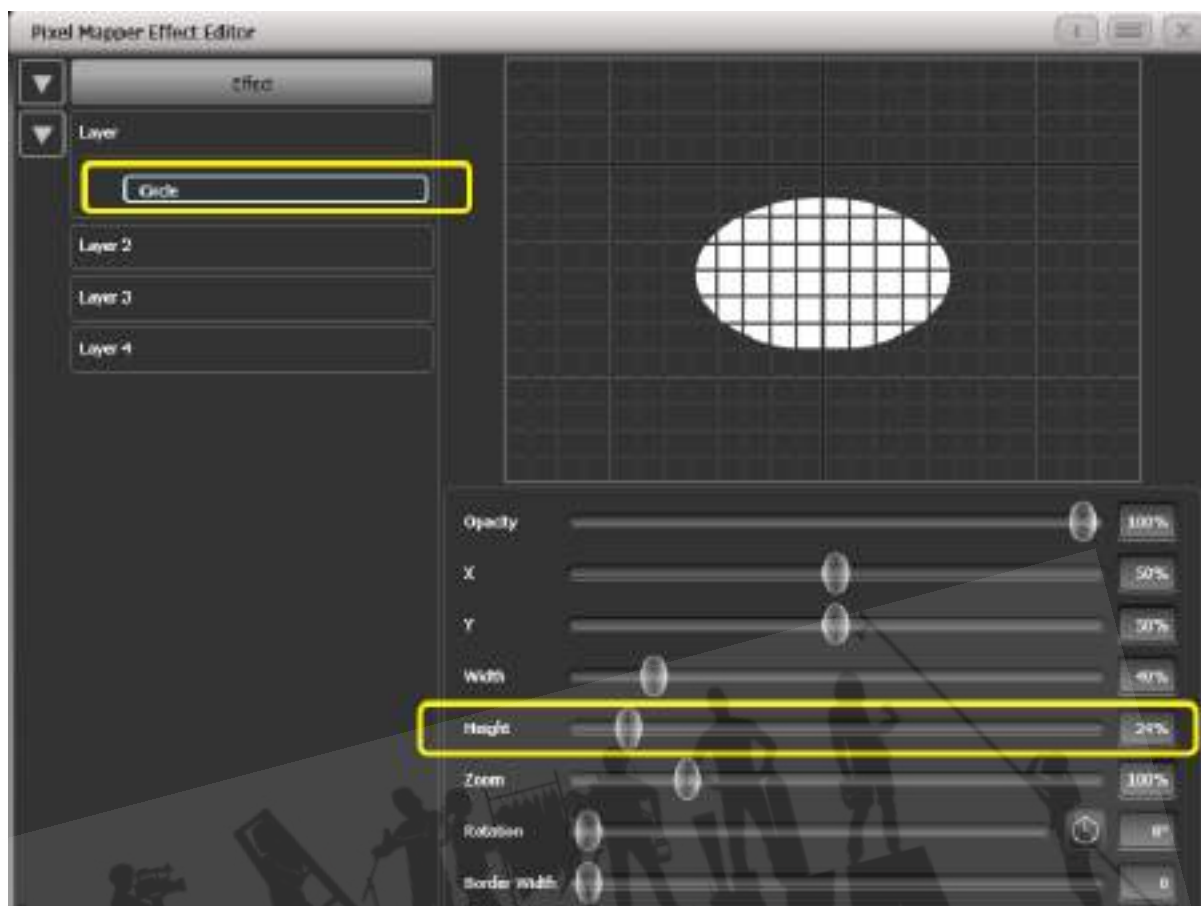 Pixel Mapper Effect Editor
Effect
Layer
Circle
Layer 2
Layer 3
Layer 4
Opacity 100%
X 50%
Y 50%
Width 40%
Height 24%
Zoom 100%
Rotation 0°
Border Width 0